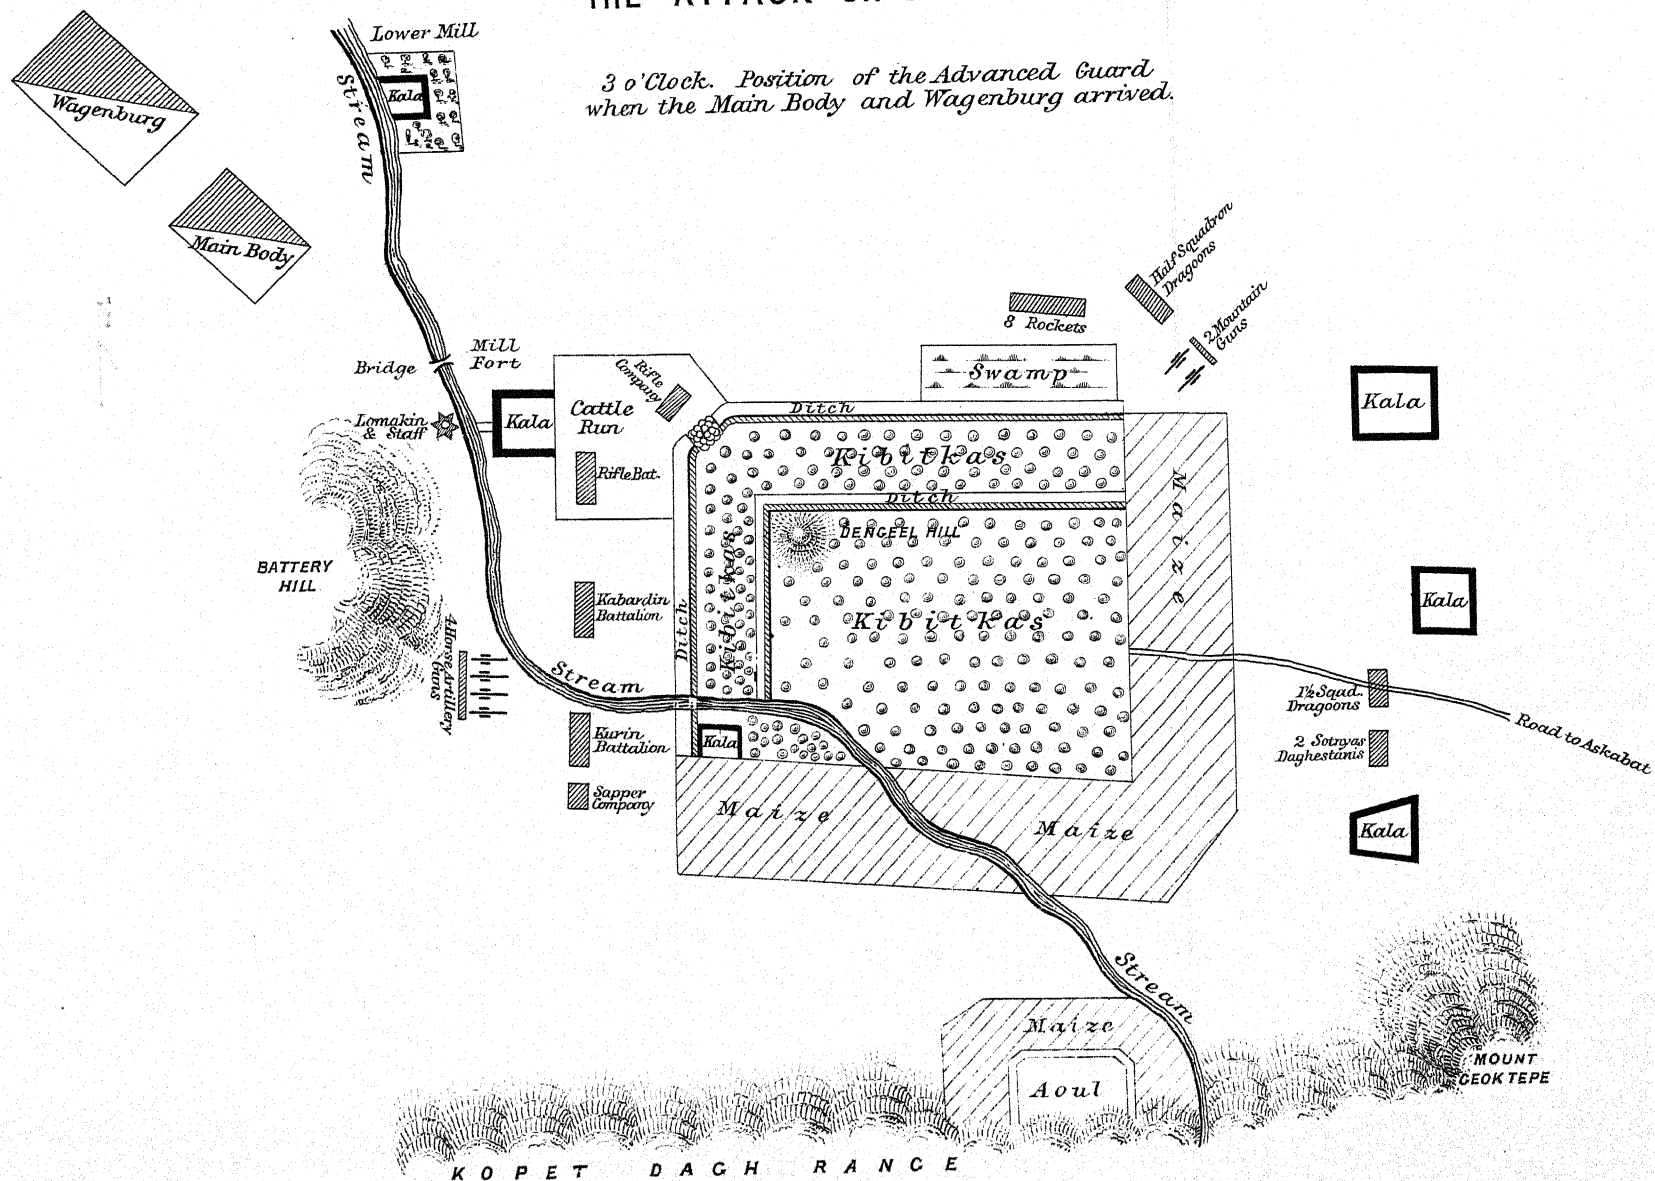 THE ATTACK ON
Lower Mill
3 o'Clock. Position of the Advanced Guard
when the Main Body and Wagenburg arrived.
Wagenburg
Kala
Stream
Main Body
Half Squadron
Dragoons
2 Mountain
Guns
8 Rockets
Swamp
Bridge
Mill
Fort
Rifle
Company
Lomakin
& Staff
Kala
Cattle
Run
Ditch
Kala
Kibitkas
Rifle Bat.
Ditch
Maize
DENGEEL HILL
BATTERY
HILL
Kabardin
Battalion
Ditch
Kibitkas
Kibitkas
Kala
4 Horse Artillery
Guns
Stream
1½ Sqad.
Dragoons
Road to Askabat
Kurin
Battalion
Kala
2 Sotnyas
Daghestanis
Sapper
Company
Maize
Maize
Kala
Stream
Maize
Aoul
MOUNT
GEOK TEPE
KOPET DAGH RANGE